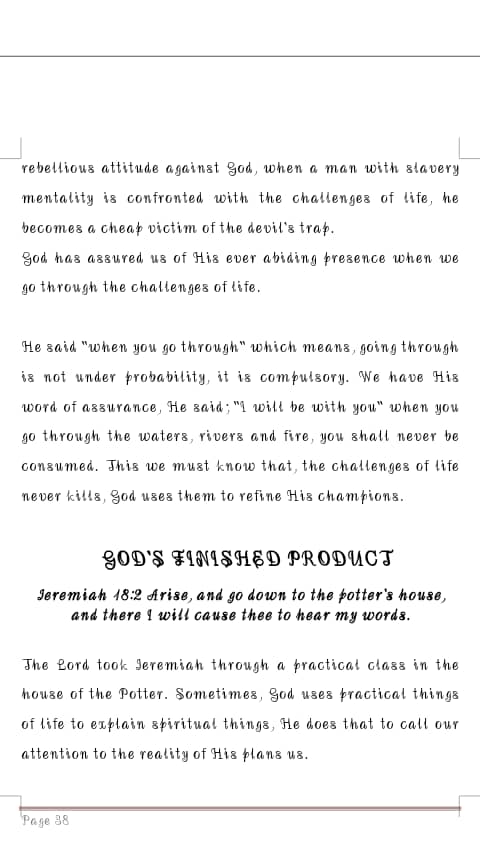 rebellious attitude against God, when a man with slavery
mentality is confronted with the challenges of life, he
becomes a cheap victim of the devil's trap.
God has assured us of His ever abiding presence when we
go through the challenges of life.
He said "when you go through" which means, going through
is not under probability, it is compulsory. We have His
word of assurance, He said; "I will be with you" when you
go through the waters, rivers and fire, you shall never be
consumed. This we must know that, the challenges of life
never kills, God uses them to refine His champions.
GOD'S FINISHED PRODUCT
Jeremiah 18:2 Arise, and go down to the potter's house,
and there I will cause thee to hear my words.
The Lord took Jeremiah through a practical class in the
house of the Potter. Sometimes, God uses practical things
of life to explain spiritual things, He does that to call our
attention to the reality of His plans us.
Page 38